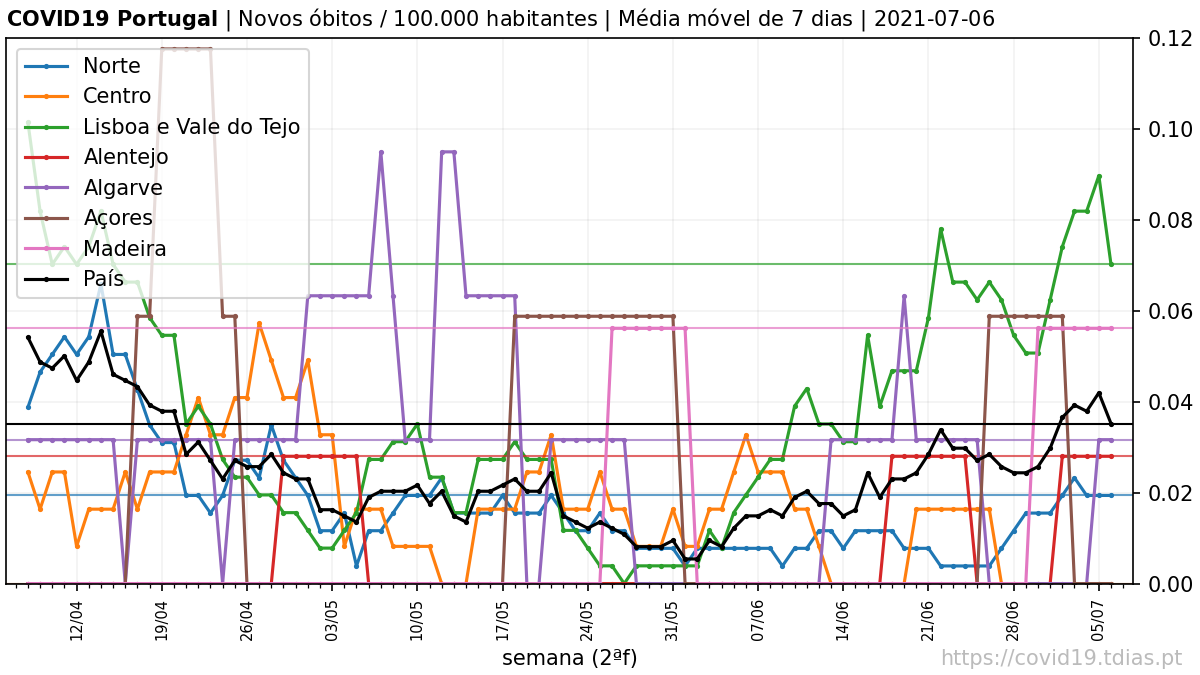 COVID19 Portugal | Novos óbitos / 100.000 habitantes | Média móvel de 7 dias | 2021-07-06
Norte
Centro
Lisboa e Vale do Tejo
Alentejo
Algarve
Açores
Madeira
País
0.12
0.10
0.08
0.06
0.04
0.02
0.00
12/04
19/04
26/04
03/05
10/05
17/05
24/05
31/05
07/06
14/06
21/06
28/06
05/07
semana (2ªf)
https://covid19.tdias.pt